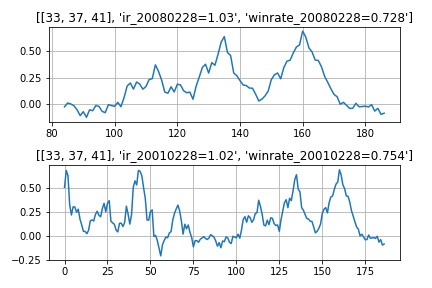 [[33, 37, 41], 'ir_20080228=1.03', 'winrate_20080228=0.728']
0.50
0.25
0.00
80 100 120 140 160 180
[[33, 37, 41], 'ir_20010228=1.02', 'winrate_20010228=0.754']
0.50
0.25
0.00
−0.25
0 25 50 75 100 125 150 175